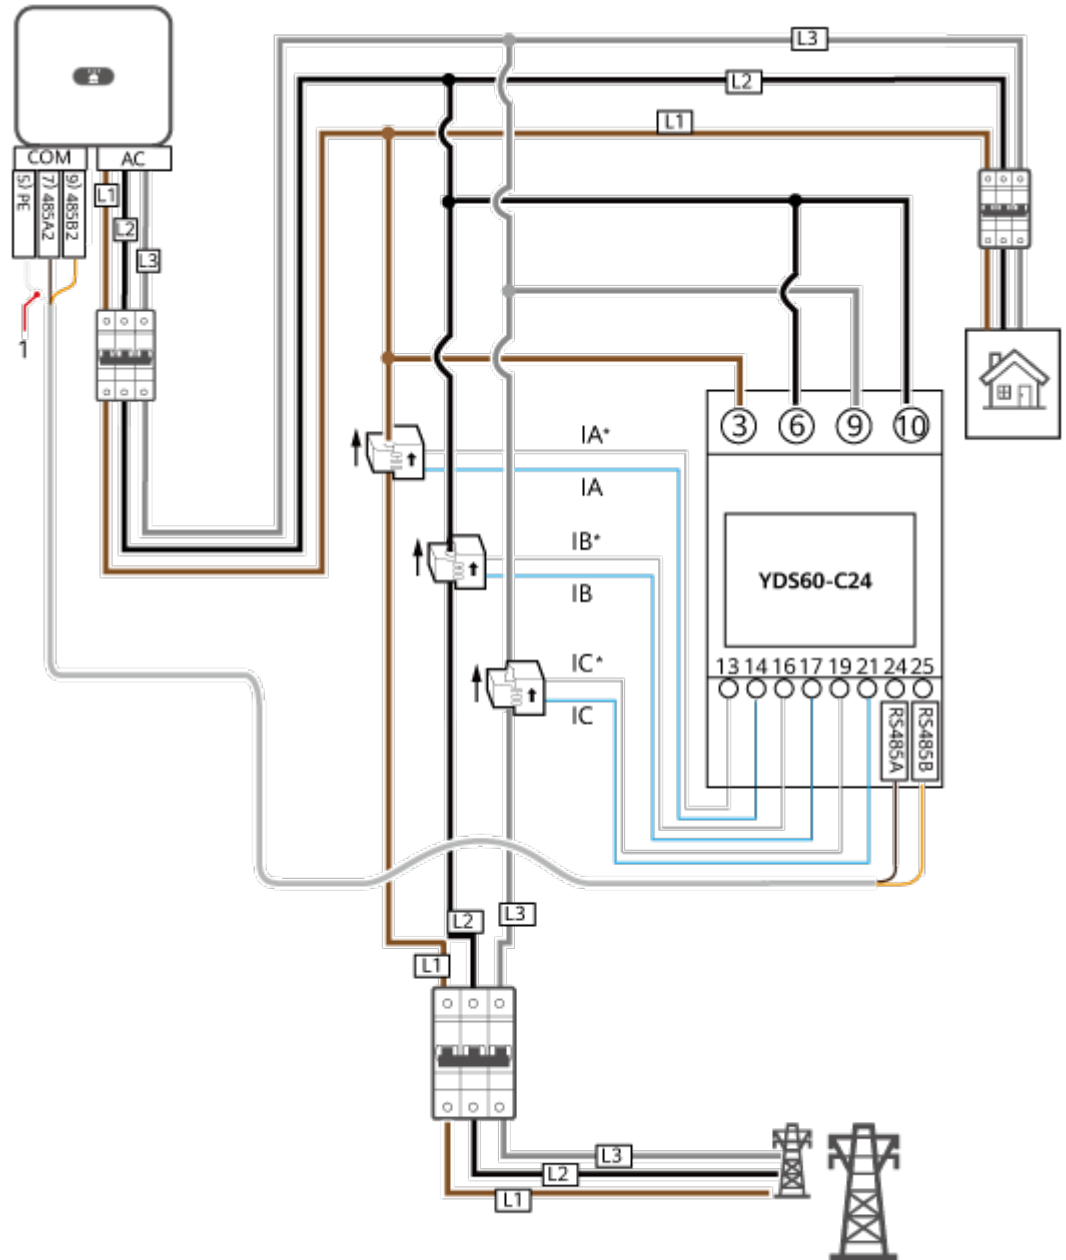 L3
L2
L1
COM
AC
5) PE
7) 485A2
9) 485B2
L1
L2
L3
1
3
6
9
10
IA*
IA
IB*
IB
YDS60-C24
IC*
IC
13 14 16 17 19 21 24 25
RS485A
RS485B
L2
L3
L1
L3
L2
L1